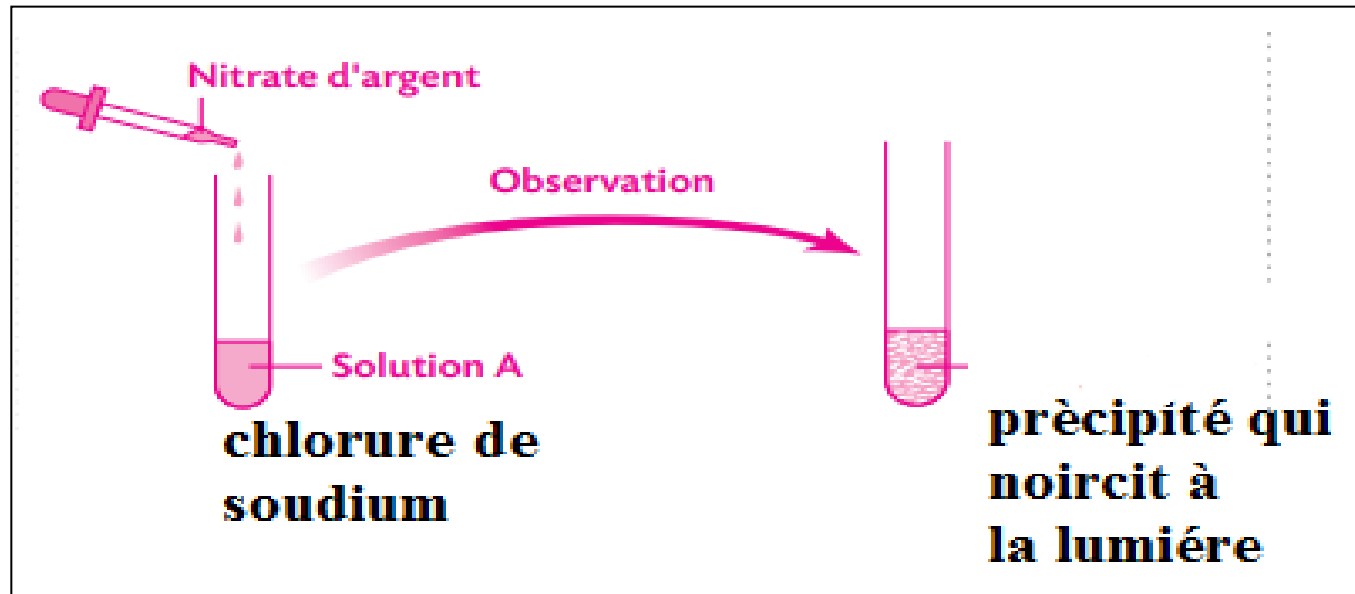 Nitrate d'argent
Observation
Solution A
chlorure de
soudium
prècipité qui
noircit à
la lumiére